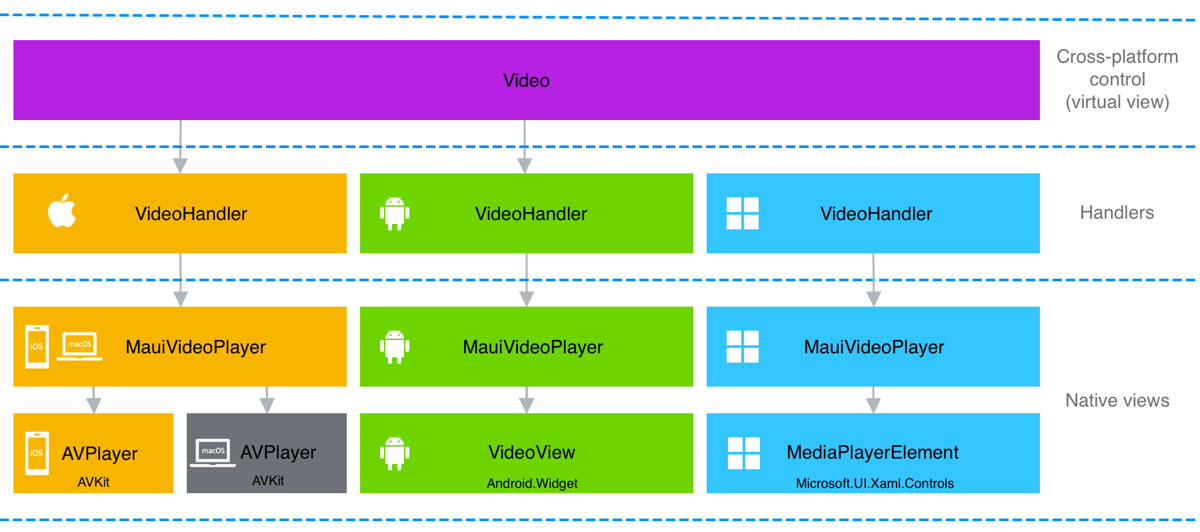 Video
Cross-platform
control
(virtual view)
VideoHandler
VideoHandler
VideoHandler
Handlers
iOS
macOS
MauiVideoPlayer
MauiVideoPlayer
MauiVideoPlayer
Native views
iOS
AVPlayer
AVKit
macOS
AVPlayer
AVKit
VideoView
Android.Widget
MediaPlayerElement
Microsoft.UI.Xaml.Controls